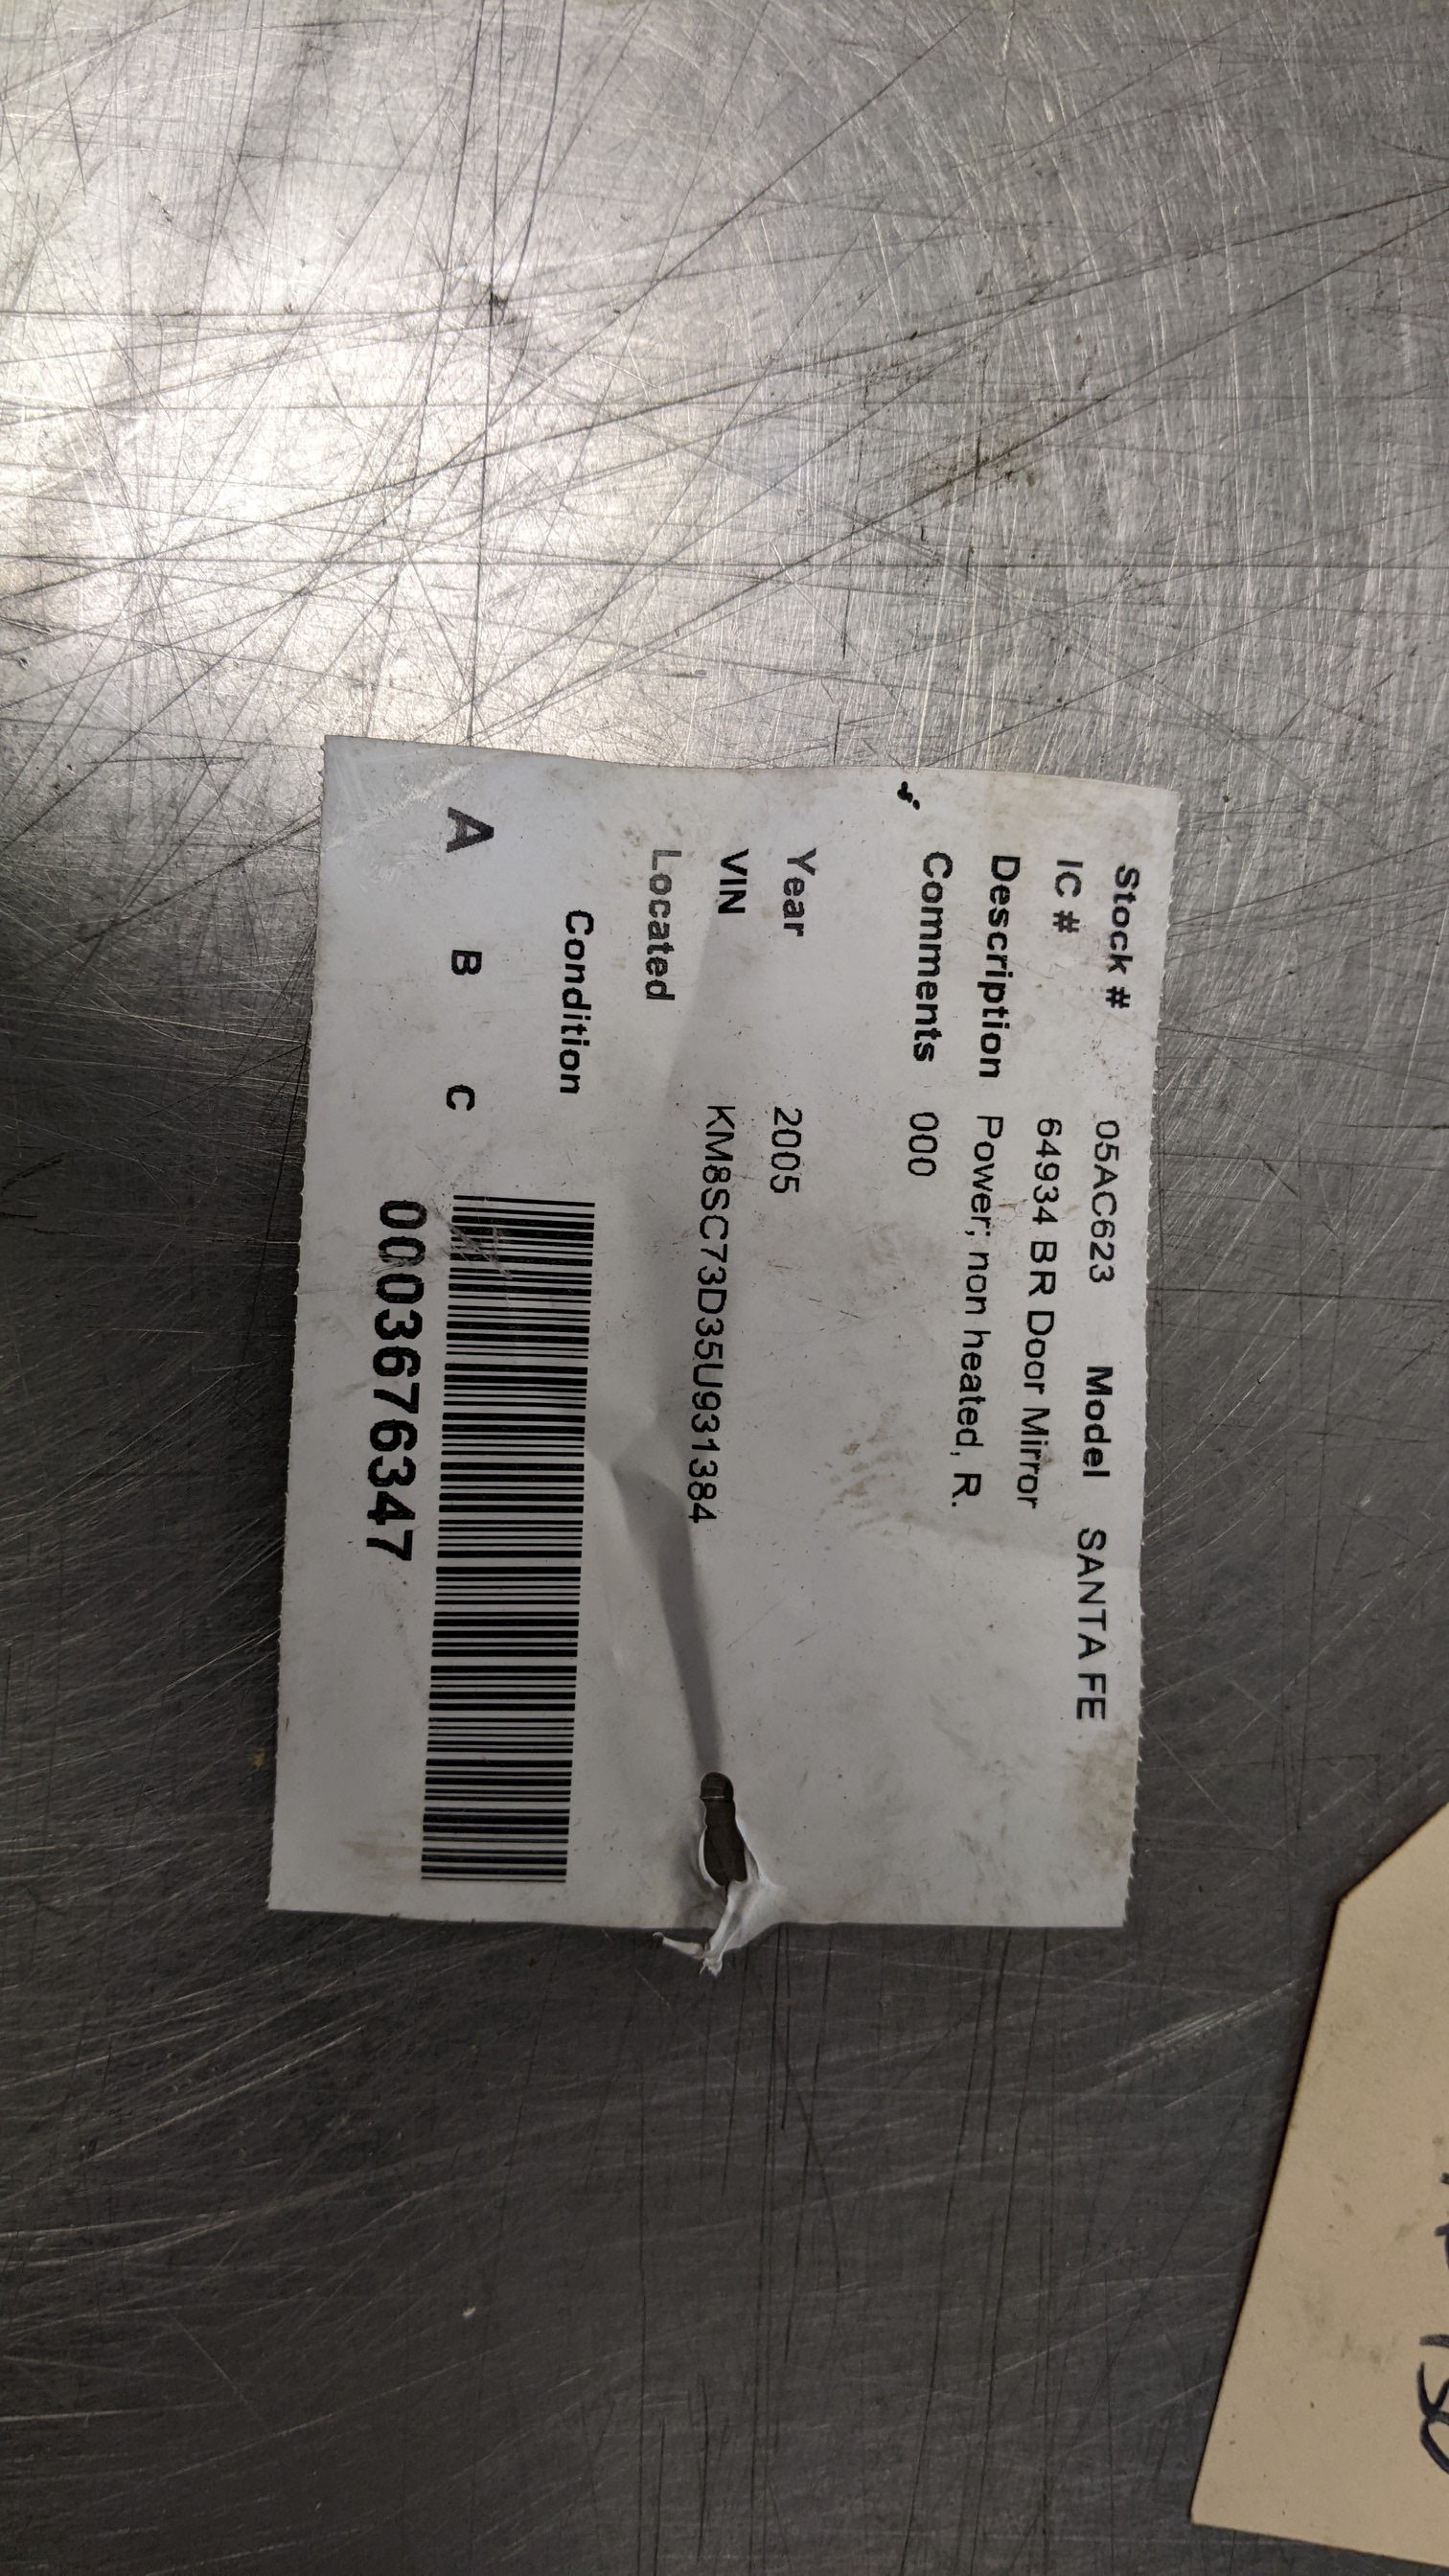 Stock # 05AC623 Model SANTA FE
IC # 64934 BR Door Mirror
Description Power; non heated, R.
Comments 000
Year 2005
VIN KM8SC73D35U931384
Located
Condition
A B C
0003676347